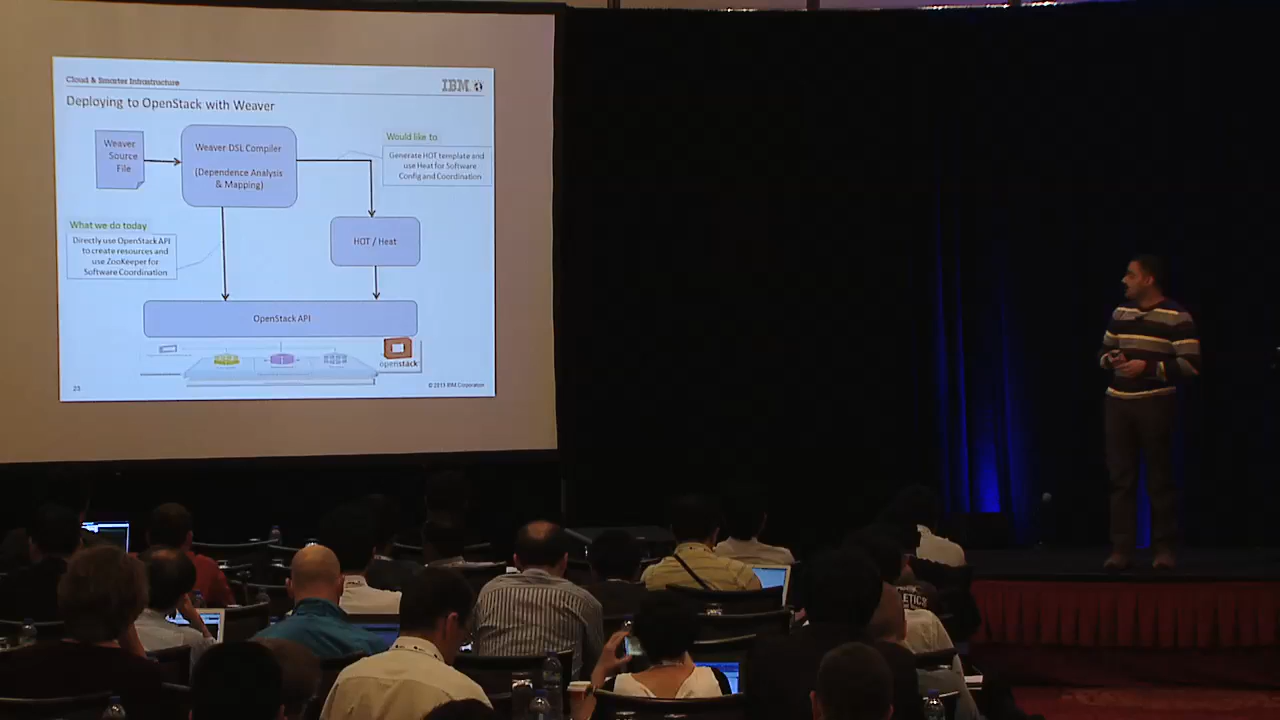 Cloud & Smarter Infrastructure
IBM
Deploying to OpenStack with Weaver
Weaver
Source
File
Weaver DSL Compiler
(Dependence Analysis
& Mapping)
Would like to
Generate HOT template and
use Heat for Software
Config and Coordination
What we do today
Directly use OpenStack API
to create resources and
use ZooKeeper for
Software Coordination
HOT / Heat
OpenStack API
openstack
© 2013 IBM Corporation